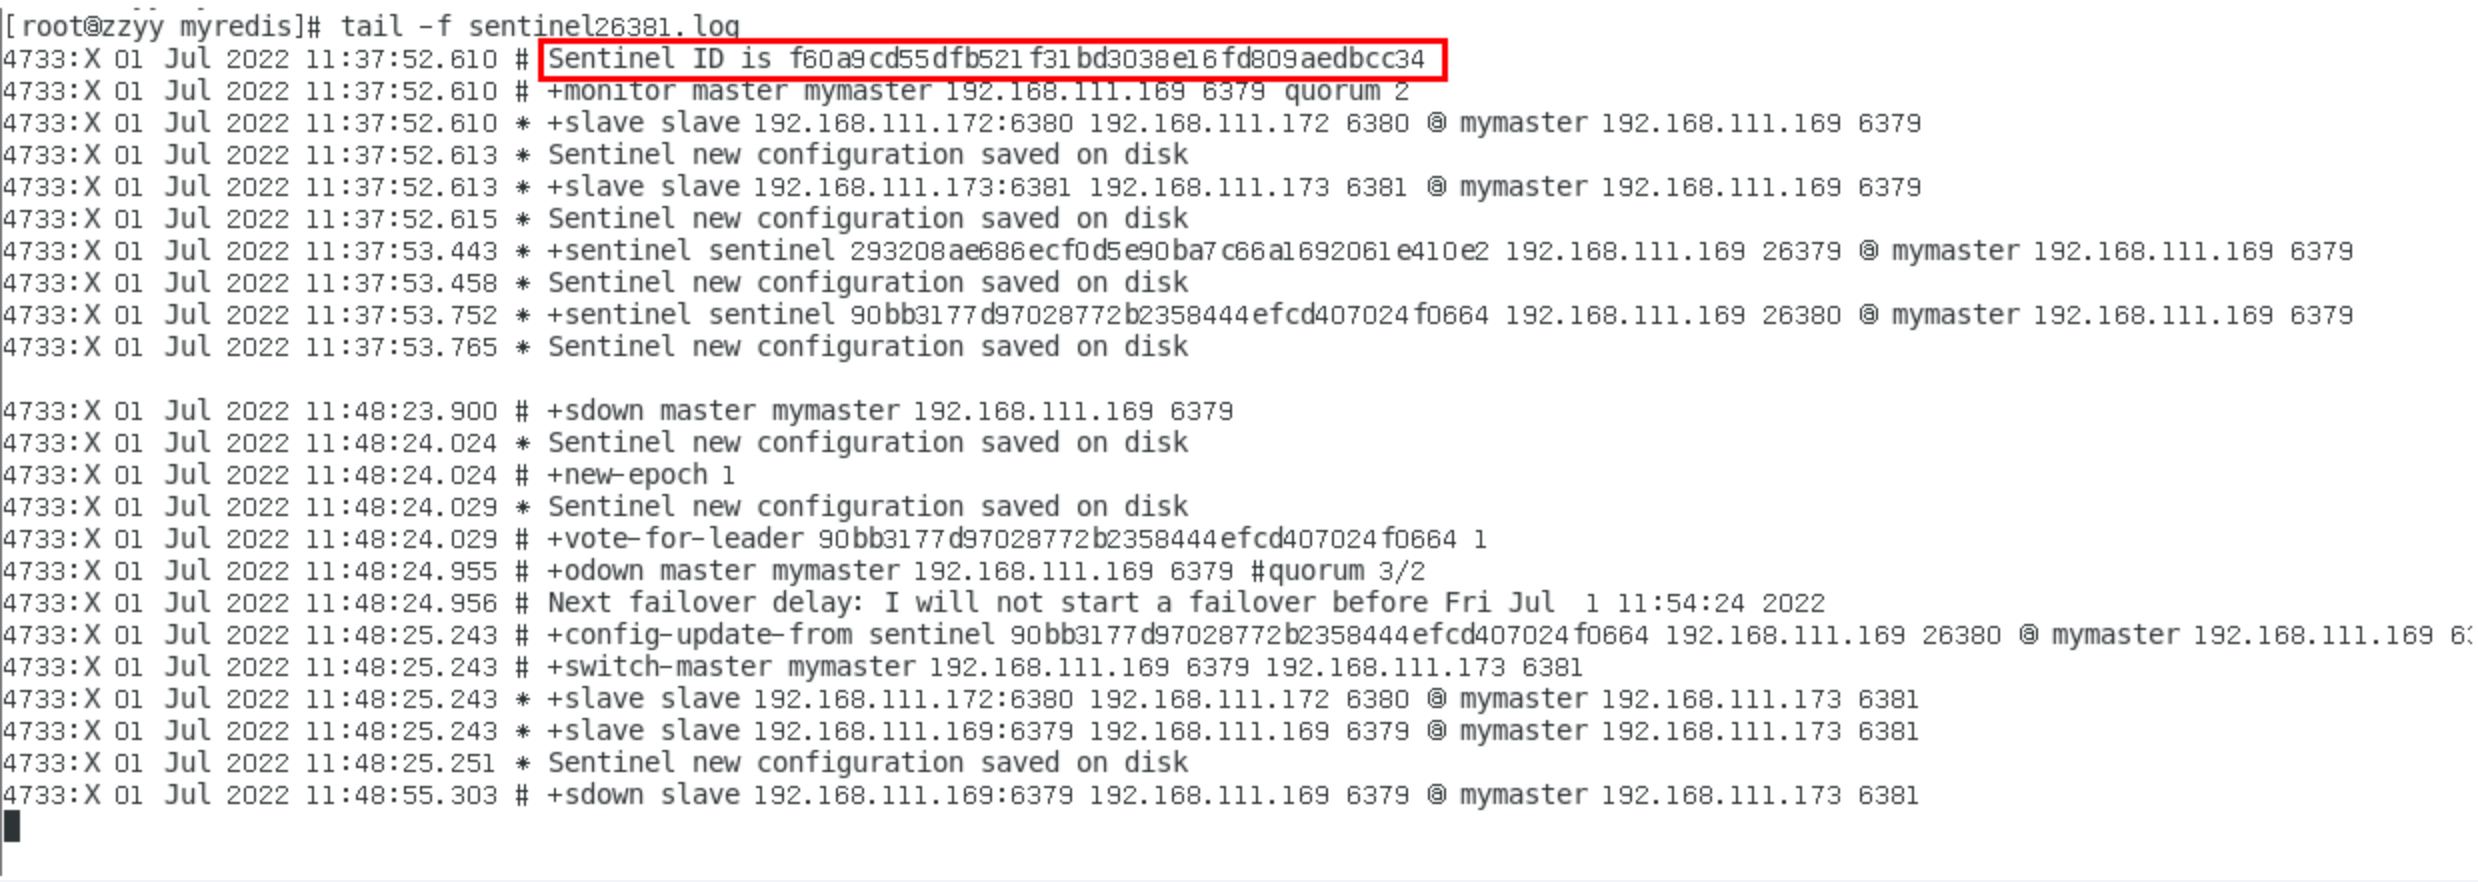 [root@zzyy myredis]# tail -f sentinel26381.log
4733:X 01 Jul 2022 11:37:52.610 # Sentinel ID is f60a9cd55dfb521f31bd3038e16fd809aedbcc34
4733:X 01 Jul 2022 11:37:52.610 # +monitor master mymaster 192.168.111.169 6379 quorum 2
4733:X 01 Jul 2022 11:37:52.610 * +slave slave 192.168.111.172:6380 192.168.111.172 6380 @ mymaster 192.168.111.169 6379
4733:X 01 Jul 2022 11:37:52.613 * Sentinel new configuration saved on disk
4733:X 01 Jul 2022 11:37:52.613 * +slave slave 192.168.111.173:6381 192.168.111.173 6381 @ mymaster 192.168.111.169 6379
4733:X 01 Jul 2022 11:37:52.615 * Sentinel new configuration saved on disk
4733:X 01 Jul 2022 11:37:53.443 * +sentinel sentinel 293208ae686ecf0d5e90ba7c66a1692061e410e2 192.168.111.169 26379 @ mymaster 192.168.111.169 6379
4733:X 01 Jul 2022 11:37:53.458 * Sentinel new configuration saved on disk
4733:X 01 Jul 2022 11:37:53.752 * +sentinel sentinel 90bb3177d97028772b2358444efcd407024f0664 192.168.111.169 26380 @ mymaster 192.168.111.169 6379
4733:X 01 Jul 2022 11:37:53.765 * Sentinel new configuration saved on disk
4733:X 01 Jul 2022 11:48:23.900 # +sdown master mymaster 192.168.111.169 6379
4733:X 01 Jul 2022 11:48:24.024 * Sentinel new configuration saved on disk
4733:X 01 Jul 2022 11:48:24.024 # +new-epoch 1
4733:X 01 Jul 2022 11:48:24.029 * Sentinel new configuration saved on disk
4733:X 01 Jul 2022 11:48:24.029 # +vote-for-leader 90bb3177d97028772b2358444efcd407024f0664 1
4733:X 01 Jul 2022 11:48:24.955 # +odown master mymaster 192.168.111.169 6379 #quorum 3/2
4733:X 01 Jul 2022 11:48:24.956 # Next failover delay: I will not start a failover before Fri Jul  1 11:54:24 2022
4733:X 01 Jul 2022 11:48:25.243 # +config-update-from sentinel 90bb3177d97028772b2358444efcd407024f0664 192.168.111.169 26380 @ mymaster 192.168.111.169
4733:X 01 Jul 2022 11:48:25.243 # +switch-master mymaster 192.168.111.169 6379 192.168.111.173 6381
4733:X 01 Jul 2022 11:48:25.243 * +slave slave 192.168.111.172:6380 192.168.111.172 6380 @ mymaster 192.168.111.173 6381
4733:X 01 Jul 2022 11:48:25.243 * +slave slave 192.168.111.169:6379 192.168.111.169 6379 @ mymaster 192.168.111.173 6381
4733:X 01 Jul 2022 11:48:25.251 * Sentinel new configuration saved on disk
4733:X 01 Jul 2022 11:48:55.303 # +sdown slave 192.168.111.169:6379 192.168.111.169 6379 @ mymaster 192.168.111.173 6381